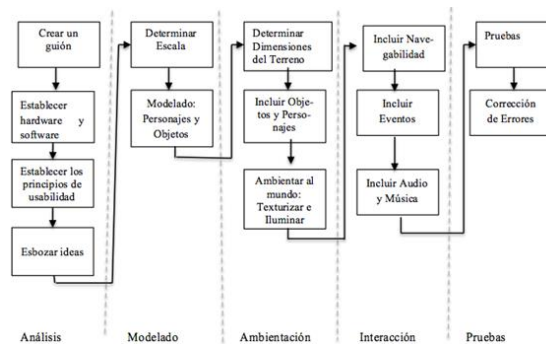 Crear un
guión
Establecer
hardware y
software
Establecer los
principios de
usabilidad
Esbozar ideas
Determinar
Escala
Modelado:
Personajes y
Objetos
Determinar
Dimensiones
del Terreno
Incluir Obje-
tos y Perso-
najes
Ambientar al
mundo:
Texturizar e
Iluminar
Incluir Nave-
gabilidad
Incluir
Eventos
Incluir Audio
y Música
Pruebas
Corrección
de Errores
Análisis
Modelado
Ambientación
Interacción
Pruebas